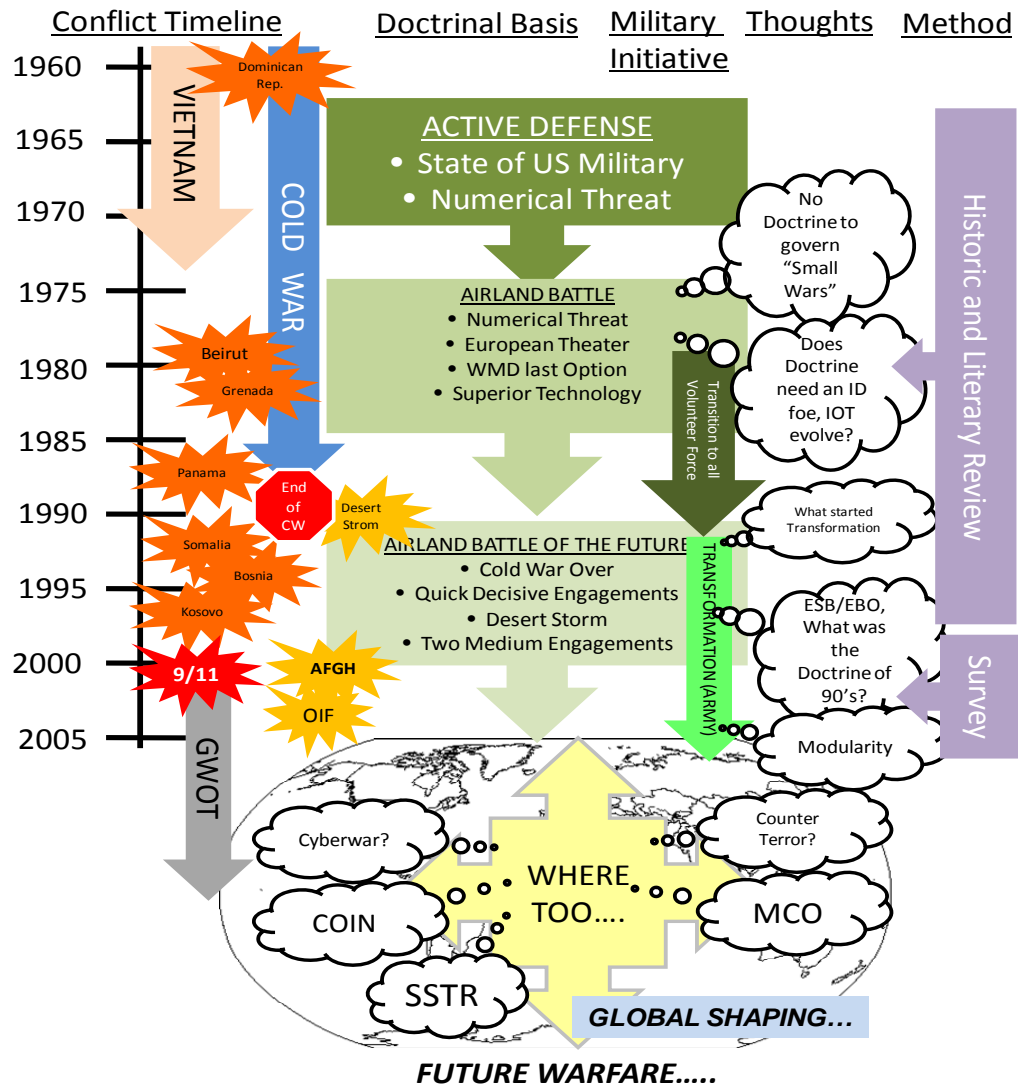 Conflict Timeline
Doctrinal Basis
Military
Initiative
Thoughts
Method
1960
1965
1970
1975
1980
1985
1990
1995
2000
2005
VIETNAM
Dominican
Rep.
COLD WAR
Beirut
Grenada
Panama
End
of
CW
Desert
Strom
Somalia
Bosnia
Kosovo
9/11
AFGH
OIF
GWOT
ACTIVE DEFENSE
• State of US Military
• Numerical Threat
AIRLAND BATTLE
• Numerical Threat
• European Theater
• WMD last Option
• Superior Technology
AIRLAND BATTLE OF THE FUTURE
• Cold War Over
• Quick Decisive Engagements
• Desert Storm
• Two Medium Engagements
Transition to all
Volunteer Force
TRANSFORMATION (ARMY)
No
Doctrine to
govern
“Small
Wars”
Does
Doctrine
need an ID
foe, IOT
evolve?
What started
Transformation
ESB/EBO,
What was
the
Doctrine of
90's?
Modularity
Historic and Literary Review
Survey
Cyberwar?
COIN
SSTR
WHERE
TOO....
Counter
Terror?
MCO
GLOBAL SHAPING...
FUTURE WARFARE.....